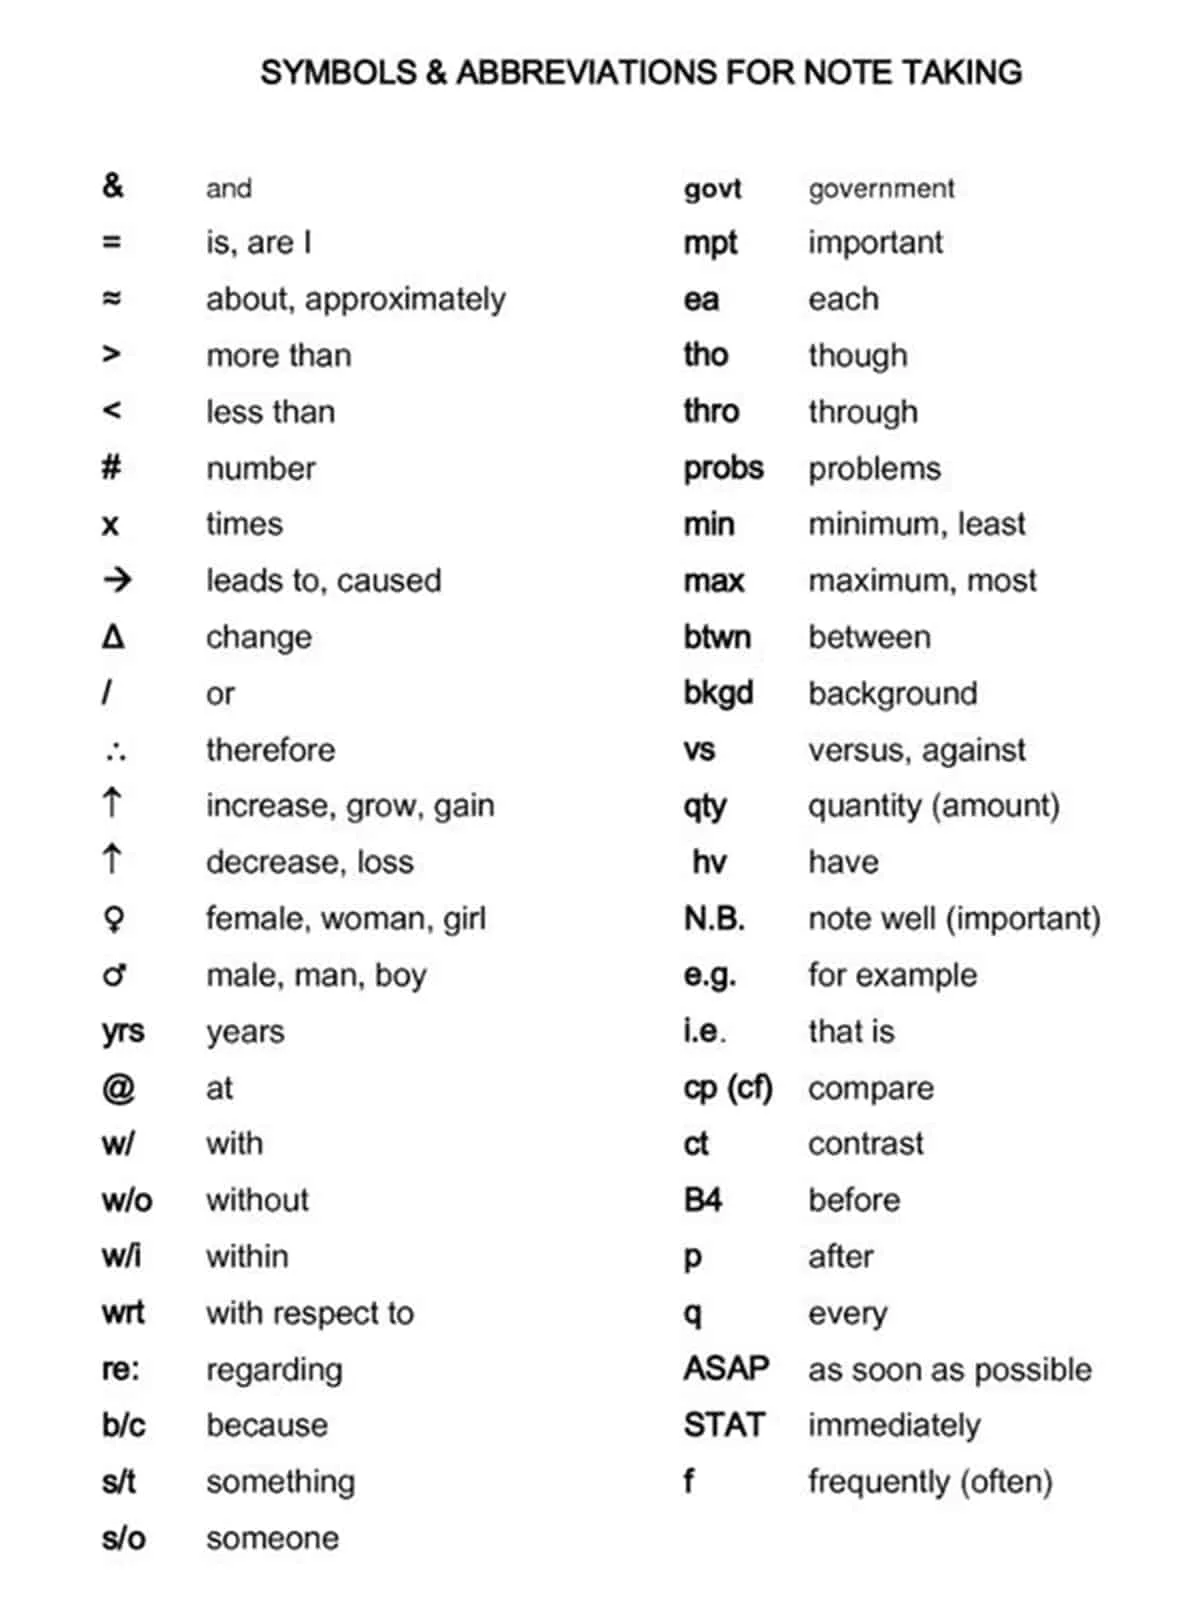 SYMBOLS & ABBREVIATIONS FOR NOTE TAKING
& and
= is, are I
≈ about, approximately
> more than
< less than
# number
x times
→ leads to, caused
Δ change
/ or
∴ therefore
↑ increase, grow, gain
↑ decrease, loss
♀ female, woman, girl
♂ male, man, boy
yrs years
@ at
w/ with
w/o without
w/i within
wrt with respect to
re: regarding
b/c because
s/t something
s/o someone
govt government
mpt important
ea each
tho though
thro through
probs problems
min minimum, least
max maximum, most
btwn between
bkgd background
vs versus, against
qty quantity (amount)
hv have
N.B. note well (important)
e.g. for example
i.e. that is
cp (cf) compare
ct contrast
B4 before
p after
q every
ASAP as soon as possible
STAT immediately
f frequently (often)